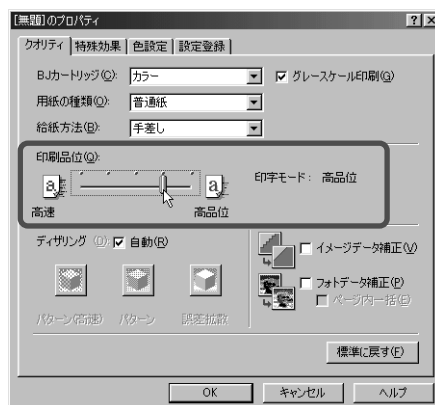 [無題]のプロパティ
クオリティ 特殊効果 色設定 設定登録
BJカートリッジ(C): カラー グレースケール印刷(G)
用紙の種類(O): 普通紙
給紙方法(B): 手差し
印刷品位(Q):
a a 印字モード: 高品位
高速 高品位
ディザリング (D): 自動(R)
イメージデータ補正(V)
フォトデータ補正(P)
ページ内一括(E)
パターン(高速) パターン 誤差拡散
標準に戻す(F)
OK キャンセル ヘルプ